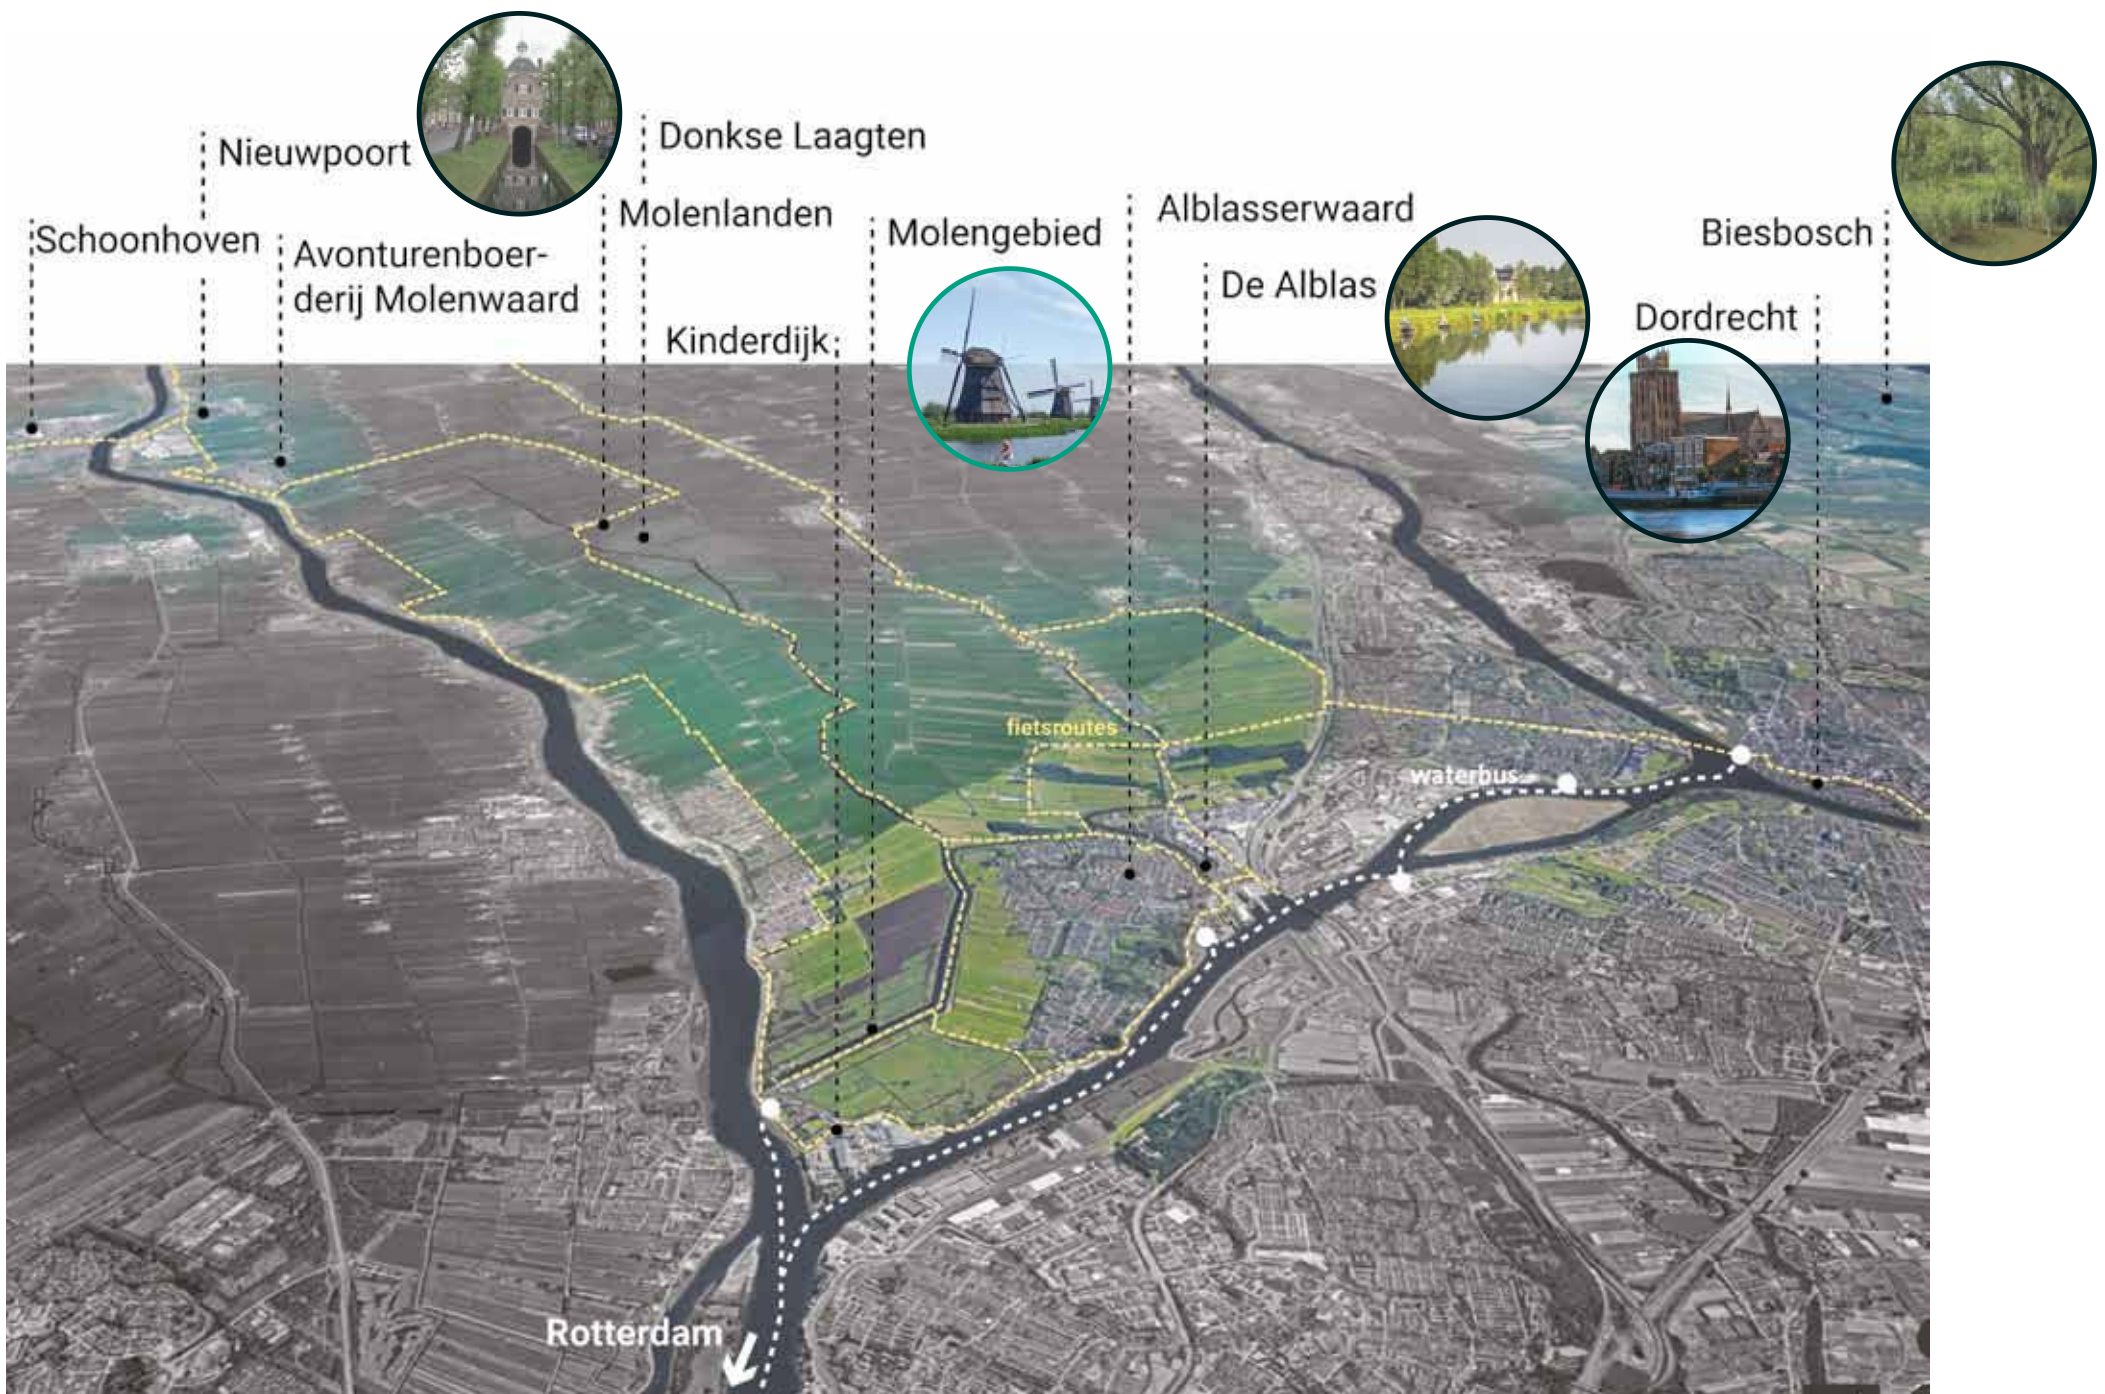 Nieuwpoort
Donkse Laagten
Schoonhoven
Avonturenboer-
derij Molenwaard
Molenlanden
Kinderdijk
Molengebied
Alblasserwaard
De Alblas
Biesbosch
Dordrecht
fietsroutes
waterbus
Rotterdam